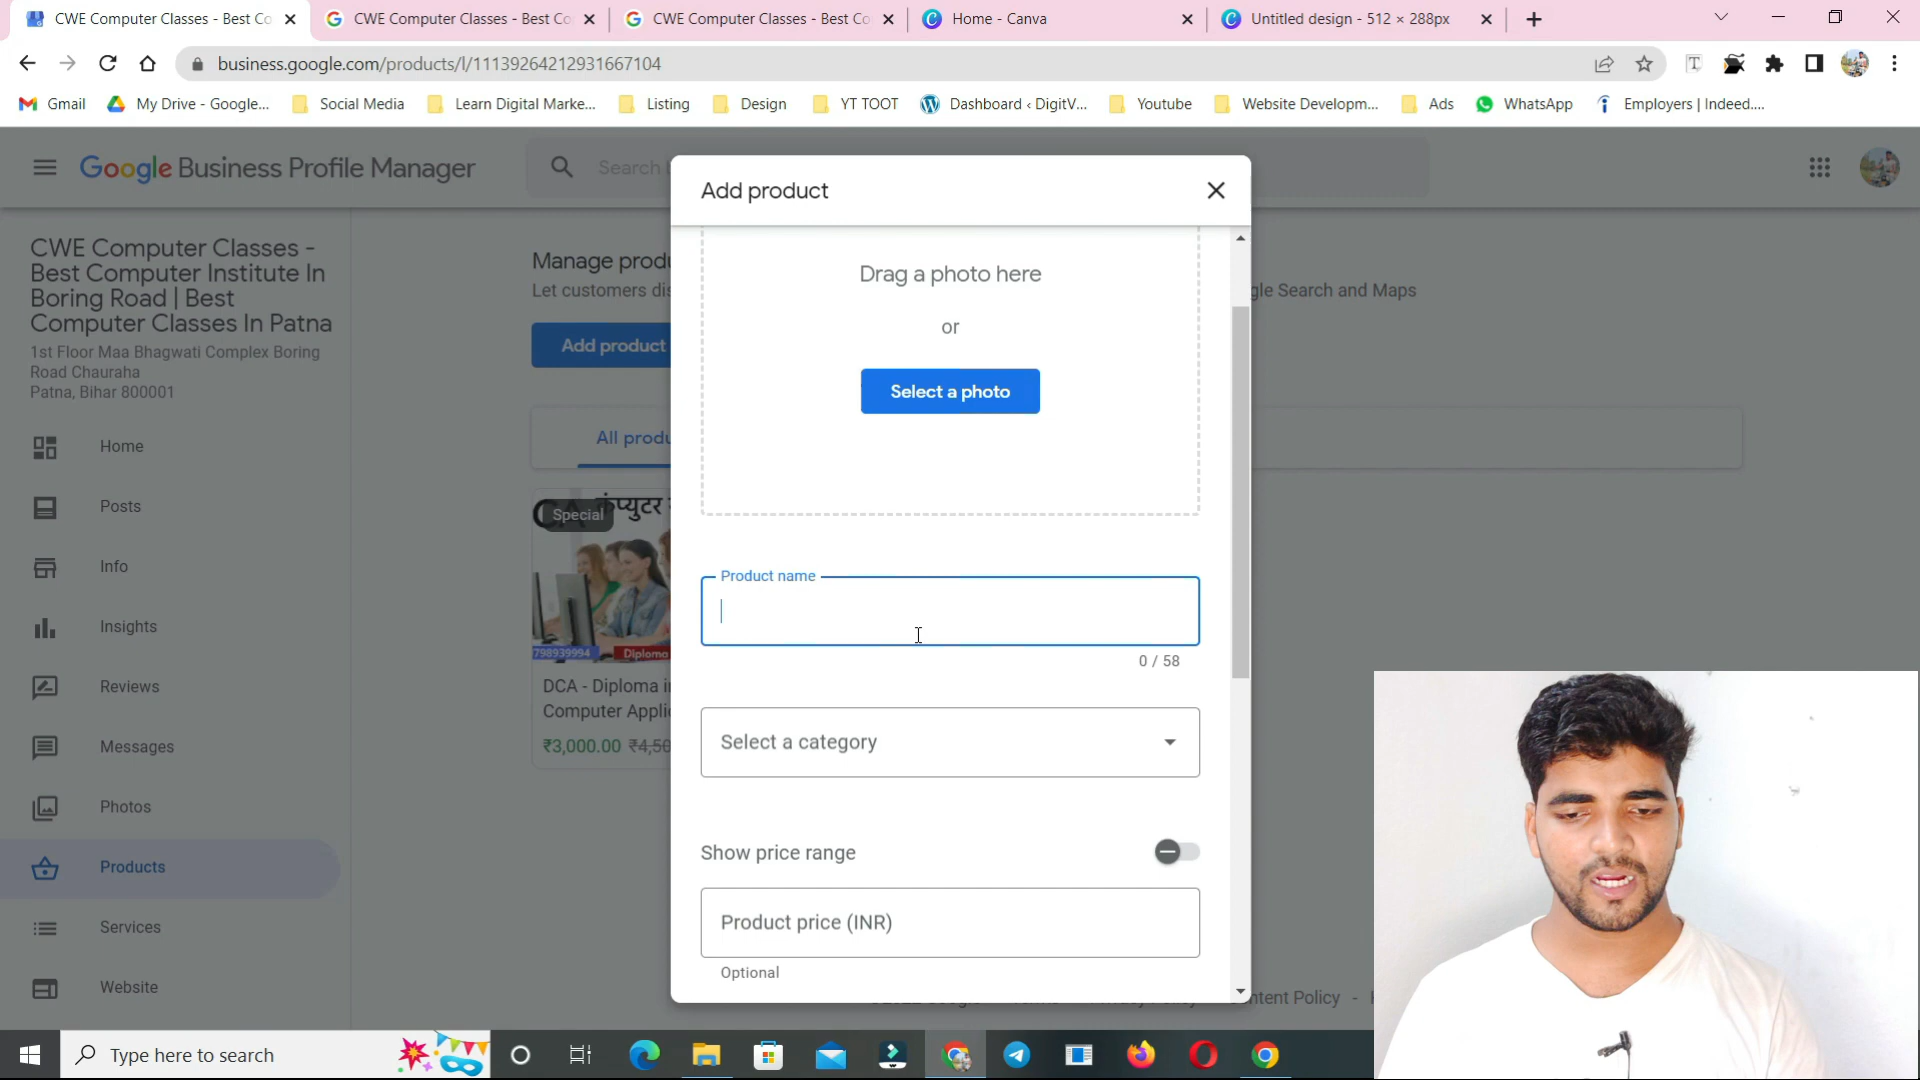 CWE Computer Classes - Best Co
CWE Computer Classes - Best Co
CWE Computer Classes - Best Co
Home - Canva
Untitled design - 512 × 288px
business.google.com/products/l/11139264212931667104
Gmail
My Drive - Google...
Social Media
Learn Digital Marke...
Listing
Design
YT TOOT
Dashboard ‹ DigitV...
Youtube
Website Developm...
Ads
WhatsApp
Employers | Indeed....
Google Business Profile Manager
Search
Add product
CWE Computer Classes -
Best Computer Institute In
Boring Road | Best
Computer Classes In Patna
1st Floor Maa Bhagwati Complex Boring
Road Chauraha
Patna, Bihar 800001
Home
Posts
Info
Insights
Reviews
Messages
Photos
Products
Services
Website
Manage produ
Let customers dis
gle Search and Maps
Add product
All produ
Special
798939994
Diploma
DCA - Diploma i
Computer Appli
₹3,000.00 ₹4,50
Drag a photo here
or
Select a photo
Product name
0 / 58
Select a category
Show price range
Product price (INR)
Optional
ntent Policy -
Type here to search